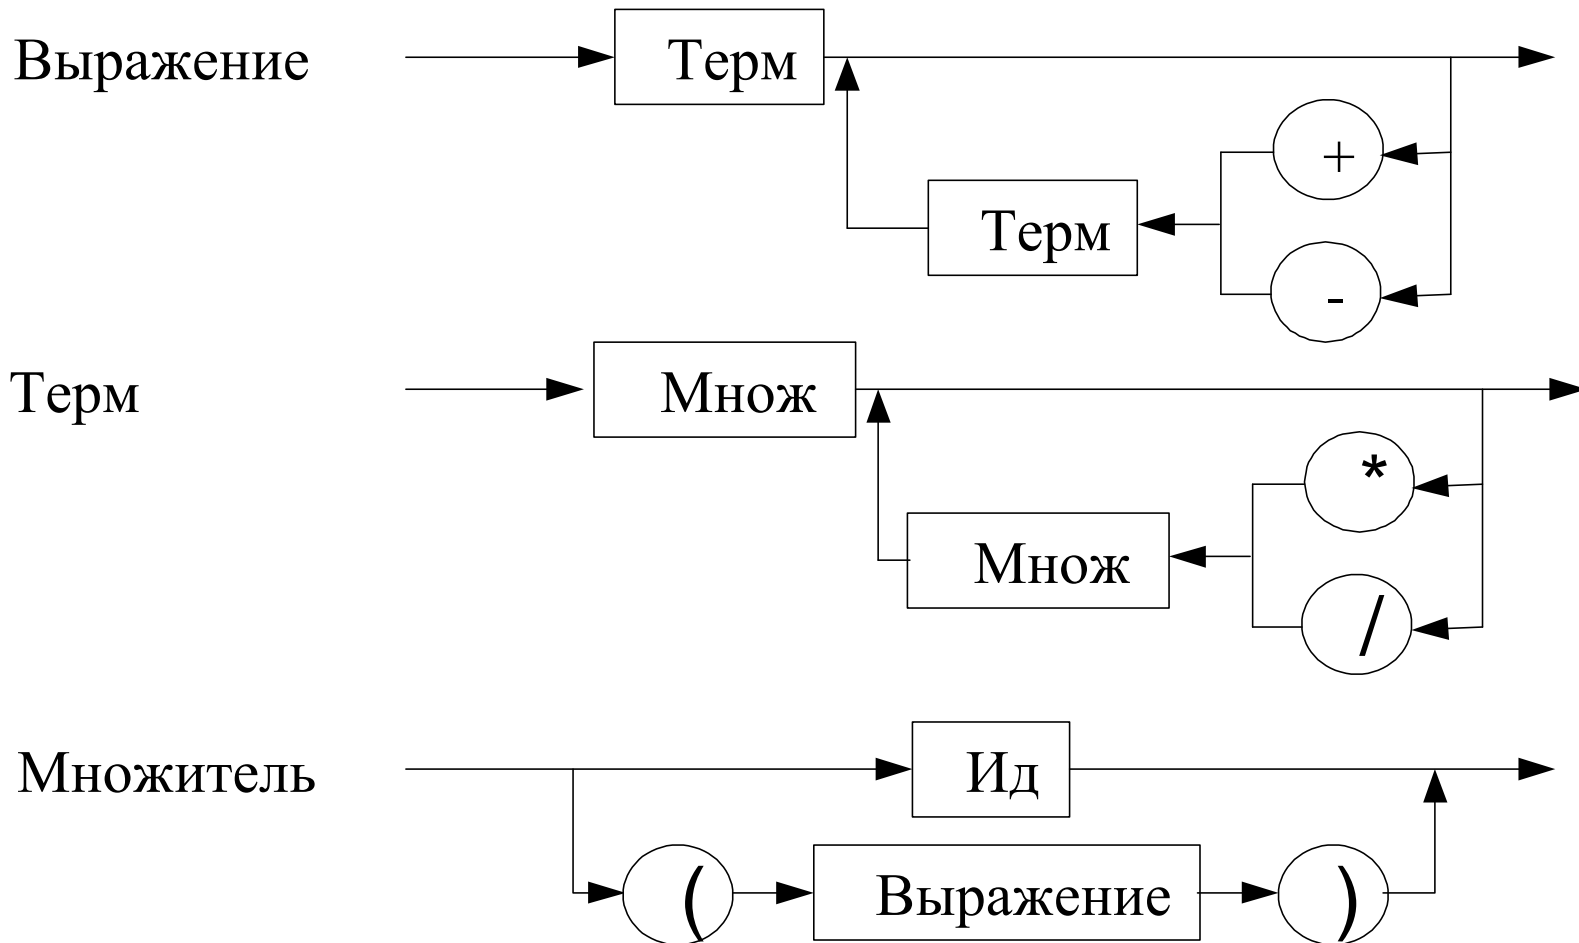 Выражение
Терм
+
Терм
-
Терм
Множ
*
Множ
/
Множитель
Ид
(
Выражение
)